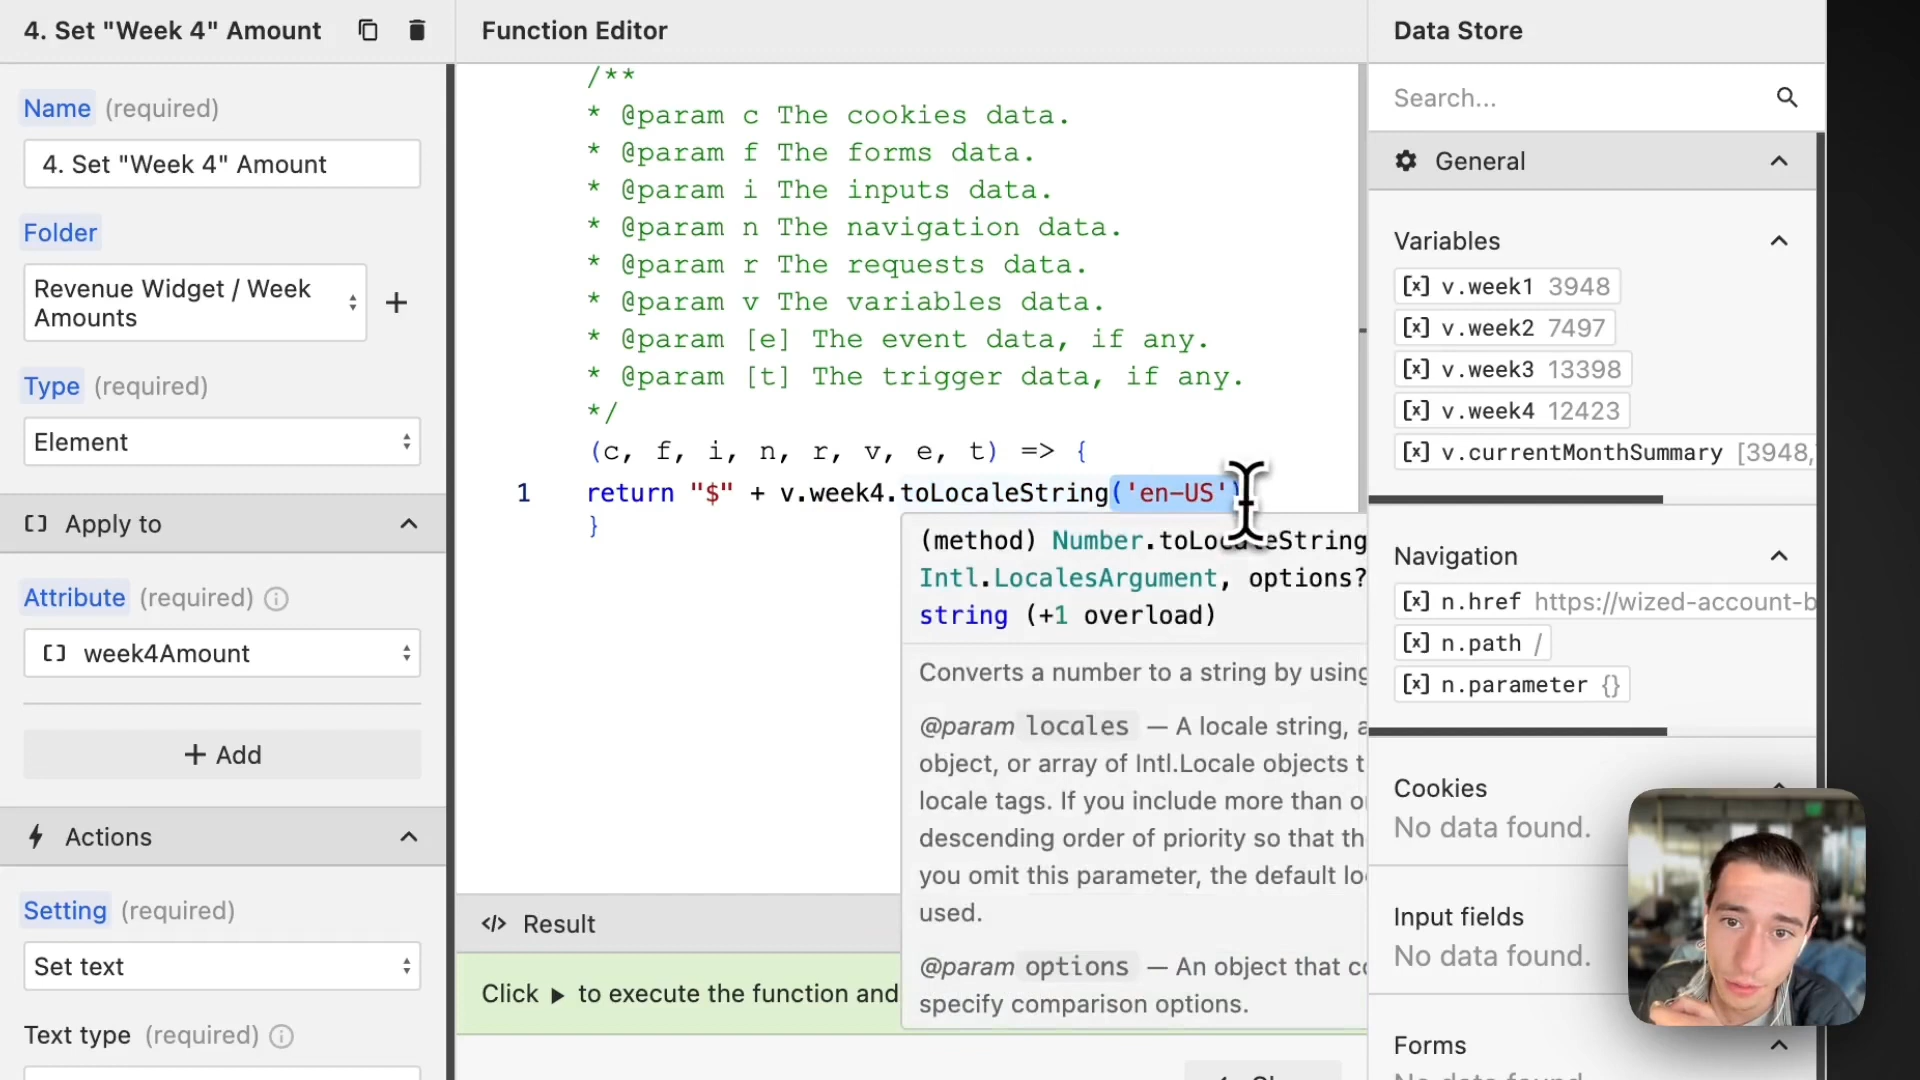 4. Set "Week 4" Amount
Name (required)
4. Set "Week 4" Amount
Folder
Revenue Widget / Week
Amounts
Type (required)
Element
Apply to
Attribute (required)
week4Amount
Add
Actions
Setting (required)
Set text
Text type (required)
Function Editor
/**
* @param c The cookies data.
* @param f The forms data.
* @param i The inputs data.
* @param n The navigation data.
* @param r The requests data.
* @param v The variables data.
* @param [e] The event data, if any.
* @param [t] The trigger data, if any.
*/
(c, f, i, n, r, v, e, t) => {
1 return "$" + v.week4.toLocaleString('en-US')
}
(method) Number.toLocaleString
Intl.LocalesArgument, options?
string (+1 overload)
Converts a number to a string by using
@param locales — A locale string, a
object, or array of Intl.Locale objects t
locale tags. If you include more than o
descending order of priority so that th
you omit this parameter, the default lo
used.
@param options — An object that co
specify comparison options.
Result
Click ▶ to execute the function and
Data Store
Search...
General
Variables
v.week1 3948
v.week2 7497
v.week3 13398
v.week4 12423
v.currentMonthSummary [3948,
Navigation
n.href https://wized-account-b
n.path /
n.parameter {}
Cookies
No data found.
Input fields
No data found.
Forms